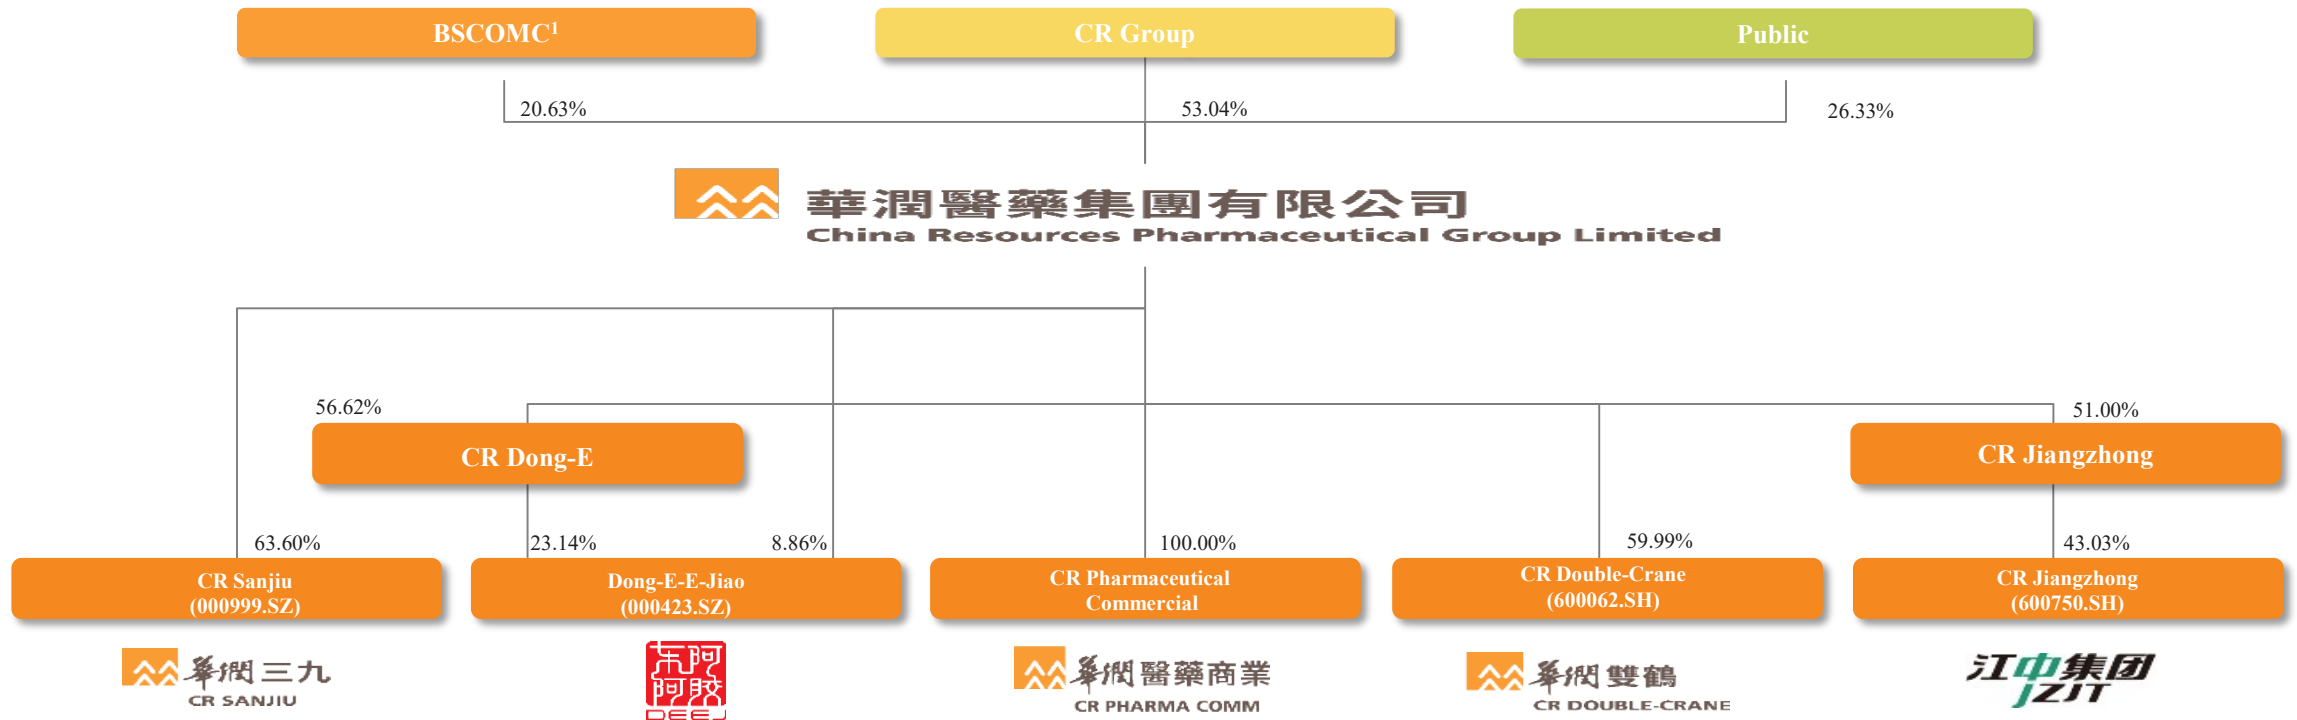 BSCOMC¹
CR Group
Public
20.63%
53.04%
26.33%
華潤醫藥集團有限公司
China Resources Pharmaceutical Group Limited
56.62%
51.00%
CR Dong-E
CR Jiangzhong
63.60%
23.14%
8.86%
100.00%
59.99%
43.03%
CR Sanjiu
(000999.SZ)
Dong-E-E-Jiao
(000423.SZ)
CR Pharmaceutical
Commercial
CR Double-Crane
(600062.SH)
CR Jiangzhong
(600750.SH)
華潤三九
CR SANJIU
东阿
阿胶
DEEJ
華潤醫藥商業
CR PHARMA COMM
華潤雙鶴
CR DOUBLE-CRANE
江中集团
JZJT